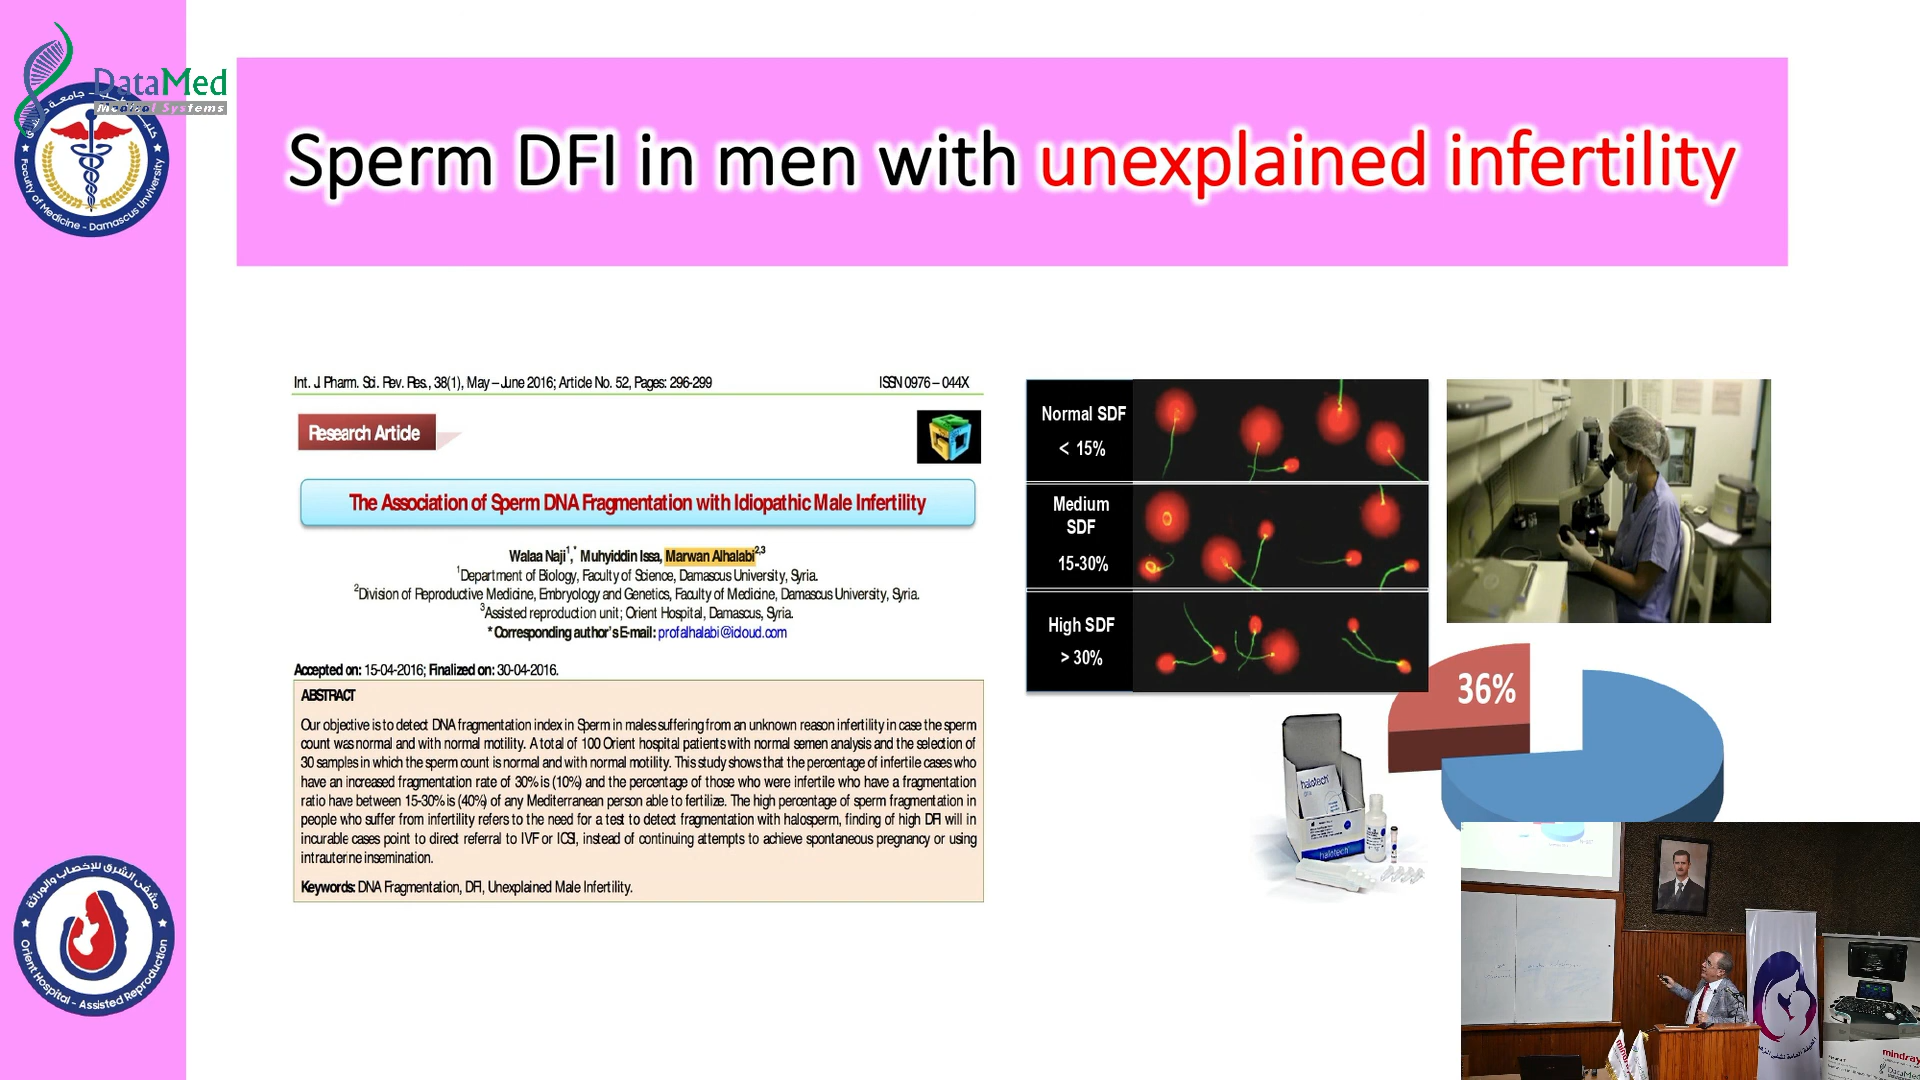 DataMed
Medical Systems
Faculty of Medicine - Damascus University
Sperm DFI in men with unexplained infertility
Int. J. Pharm. Sci. Rev. Res., 38(1), May – June 2016; Article No. 52, Pages: 296-299 ISSN 0976 – 044X
Research Article
The Association of Sperm DNA Fragmentation with Idiopathic Male Infertility
Walaa Naji1,* Muhyiddin Issa, Marwan Alhalabi2,3
1Department of Biology, Faculty of Science, Damascus University, Syria.
2Division of Reproductive Medicine, Embryology and Genetics, Faculty of Medicine, Damascus University, Syria.
3Assisted reproduction unit; Orient Hospital, Damascus, Syria.
* Corresponding author's E-mail: profalhalabi@icloud.com
Accepted on: 15-04-2016; Finalized on: 30-04-2016.
ABSTRACT
Our objective is to detect DNA fragmentation index in Sperm in males suffering from an unknown reason infertility in case the sperm
count was normal and with normal motility. A total of 100 Orient hospital patients with normal semen analysis and the selection of
30 samples in which the sperm count is normal and with normal motility. This study shows that the percentage of infertile cases who
have an increased fragmentation rate of 30% is (10%) and the percentage of those who were infertile who have a fragmentation
ratio have between 15-30% is (40%) of any Mediterranean person able to fertilize. The high percentage of sperm fragmentation in
people who suffer from infertility refers to the need for a test to detect fragmentation with halosperm, finding of high DFI will in
incurable cases point to direct referral to IVF or ICSI, instead of continuing attempts to achieve spontaneous pregnancy or using
intrauterine insemination.
Keywords: DNA Fragmentation, DFI, Unexplained Male Infertility.
Normal SDF
< 15%
Medium
SDF
15-30%
High SDF
> 30%
36%
halotech
halotech
مشفى الشرق للإخصاب والوراثة
Orient Hospital - Assisted Reproduction
mindray
DataMed